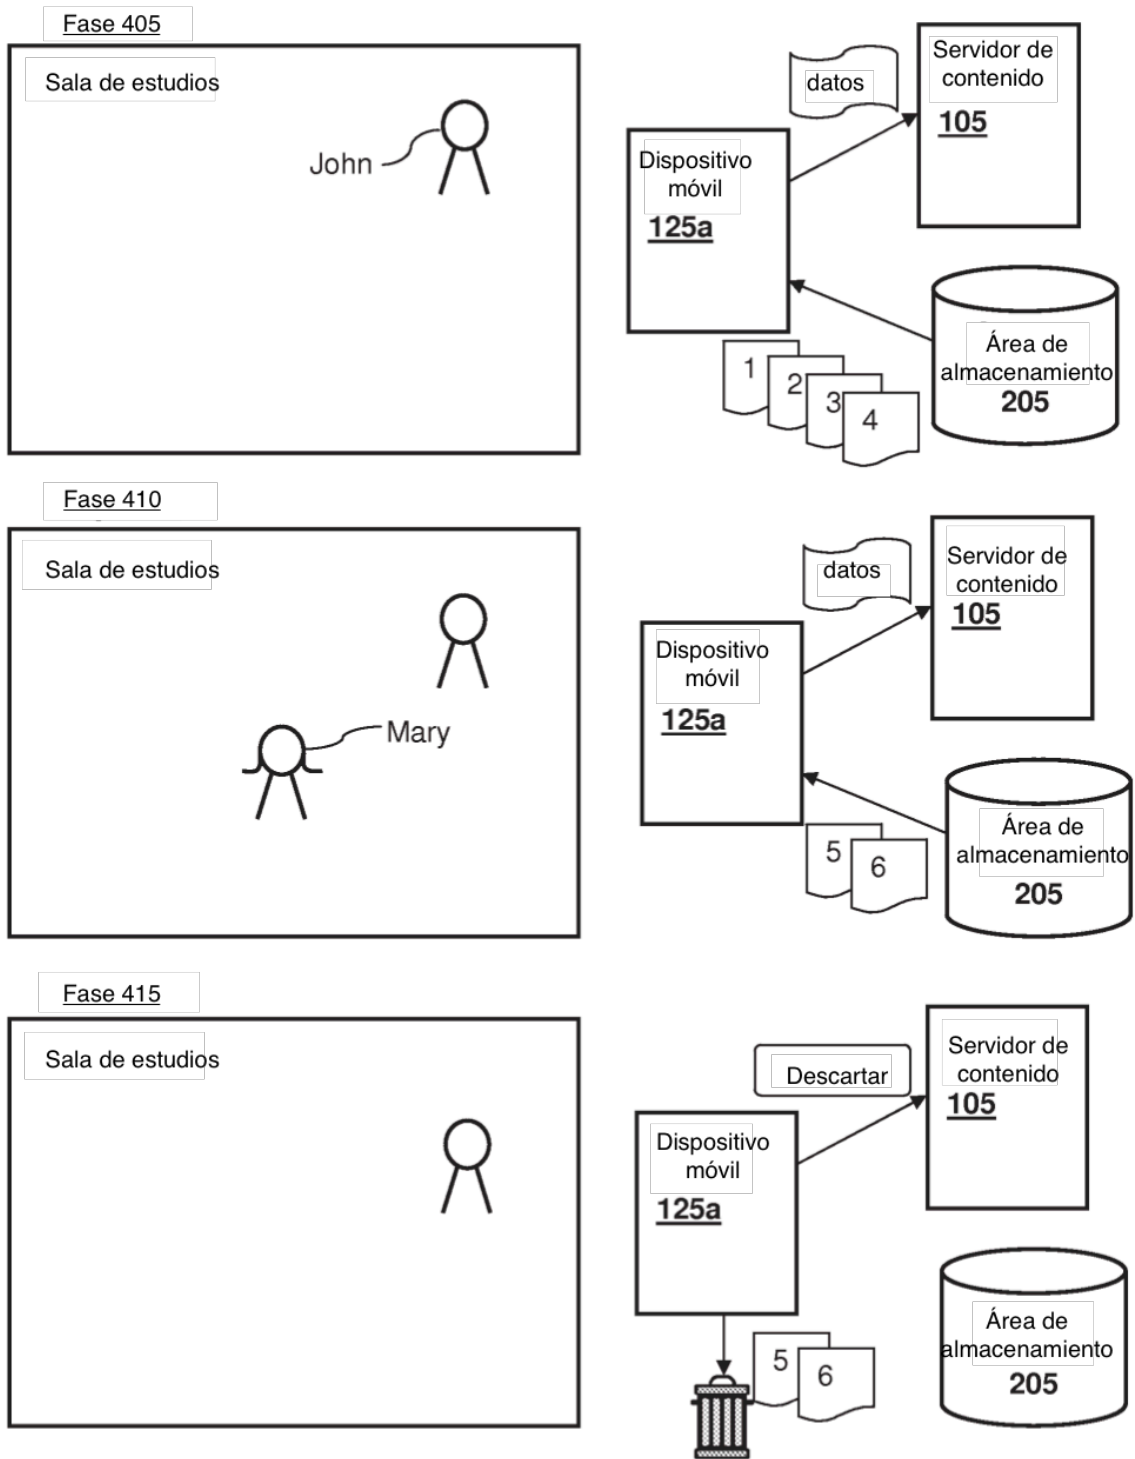 Fase 405
Sala de estudios
John
datos
Servidor de
contenido
105
Dispositivo
móvil
125a
Área de
almacenamiento
205
1
2
3
4
Fase 410
Sala de estudios
Mary
datos
Servidor de
contenido
105
Dispositivo
móvil
125a
Área de
almacenamiento
205
5
6
Fase 415
Sala de estudios
Descartar
Servidor de
contenido
105
Dispositivo
móvil
125a
Área de
almacenamiento
205
5
6